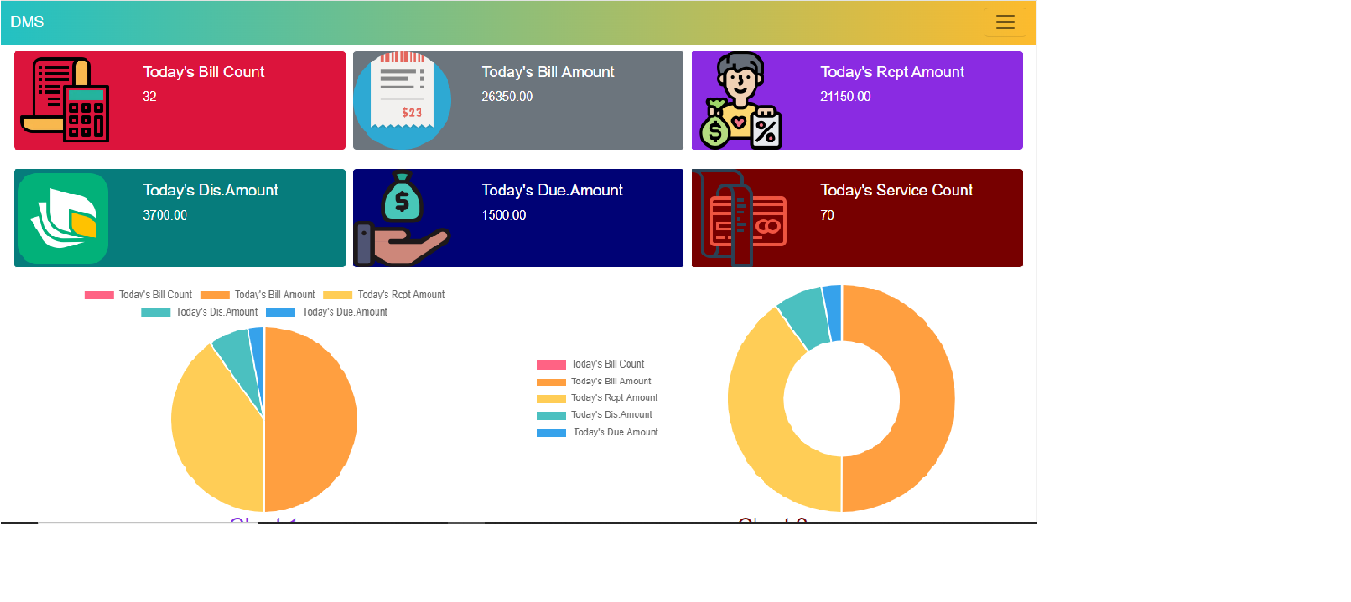 DMS
Today's Bill Count
32
Today's Bill Amount
26350.00
$23
Today's Rcpt Amount
21150.00
Today's Dis.Amount
3700.00
Today's Due.Amount
1500.00
Today's Service Count
70
Today's Bill Count Today's Bill Amount Today's Rcpt Amount
Today's Dis.Amount Today's Due.Amount
Today's Bill Count
Today's Bill Amount
Today's Rcpt Amount
Today's Dis.Amount
Today's Due.Amount